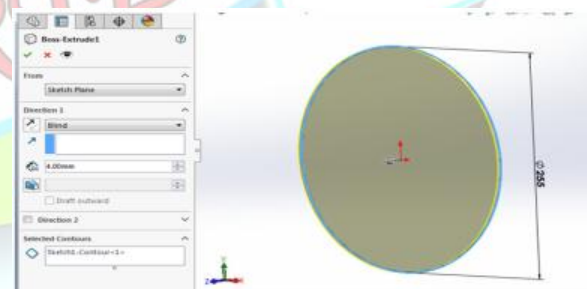 Boss-Extrude1
From
Sketch Plane
Direction 1
Blind
4.00mm
Draft outward
Direction 2
Selected Contours
Sketch1-Contour<1>
Ø 255
Y
Z